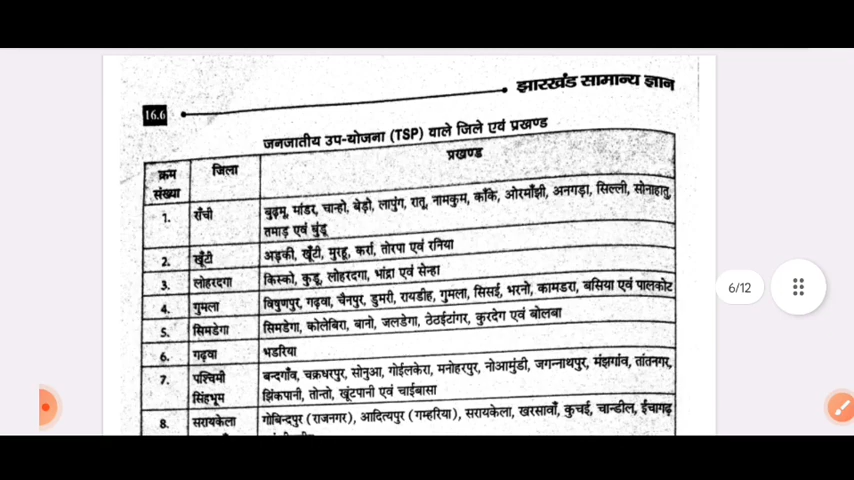 झारखंड सामान्य ज्ञान
16.6
जनजातीय उप-योजना (TSP) वाले जिले एवं प्रखण्ड
क्रम संख्या जिला प्रखण्ड
1. राँची बुढ़मू, मांडर, चान्हो, बेड़ो, लापुंग, रातू, नामकुम, काँके, ओरमाँझी, अनगड़ा, सिल्ली, सोनाहातु,
तमाड़ एवं बुंडू
2. खूँटी अड़की, खूँटी, मुरहू, कर्रा, तोरपा एवं रनिया
3. लोहरदगा किस्को, कुडू, लोहरदगा, भांद्रा एवं सेन्हा
4. गुमला विषुणपुर, गढ़वा, चैनपुर, डुमरी, रायडीह, गुमला, सिसई, भरनो, कामडरा, बसिया एवं पालकोट
5. सिमडेगा सिमडेगा, कोलेबिरा, बानो, जलडेगा, ठेठईटांगर, कुरदेग एवं बोलबा
6. गढ़वा भडरिया
7. पश्चिमी सिंहभूम बन्दगाँव, चक्रधरपुर, सोनुआ, गोईलकेरा, मनोहरपुर, नोआमुंडी, जगन्नाथपुर, मंझगांव, तांतनगर,
झिंकपानी, तोन्तो, खूंटपानी एवं चाईबासा
8. सरायकेला गोबिन्दपुर (राजनगर), आदित्यपुर (गम्हरिया), सरायकेला, खरसावाँ, कुचई, चान्डील, ईचागढ़
6/12